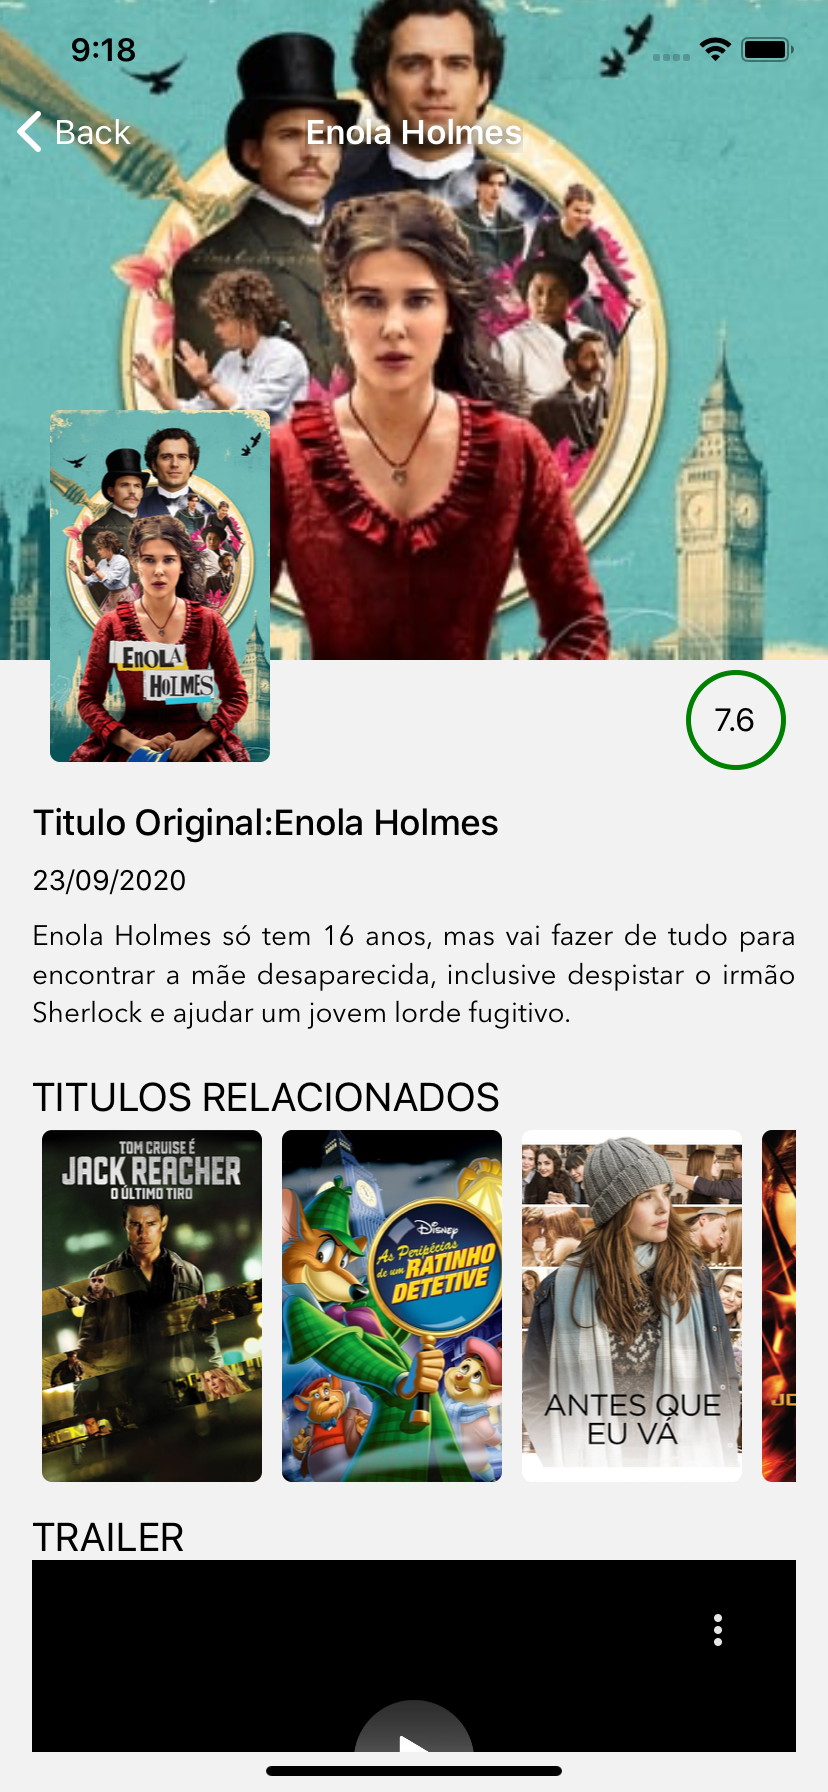 9:18
Back
Enola Holmes
ENOLA
HOLMES
7.6
Titulo Original:Enola Holmes
23/09/2020
Enola Holmes só tem 16 anos, mas vai fazer de tudo para
encontrar a mãe desaparecida, inclusive despistar o irmão
Sherlock e ajudar um jovem lorde fugitivo.
TITULOS RELACIONADOS
TOM CRUISE É
JACK REACHER
O ÚLTIMO TIRO
Disney
As Peripécias
de um RATINHO
DETETIVE
ANTES QUE
EU VÁ
TRAILER